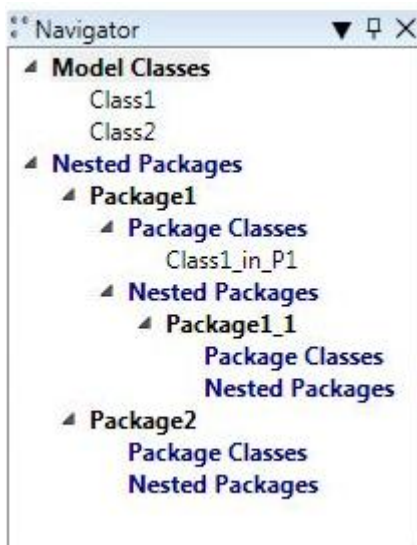 Navigator
Model Classes
Class1
Class2
Nested Packages
Package1
Package Classes
Class1_in_P1
Nested Packages
Package1_1
Package Classes
Nested Packages
Package2
Package Classes
Nested Packages